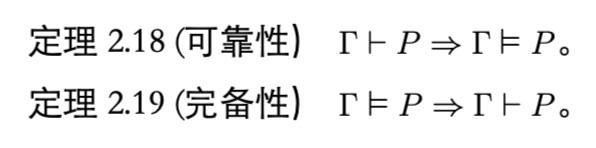 定理 2.18 (可靠性)　Γ ⊢ P ⇒ Γ ⊨ P。
定理 2.19 (完备性)　Γ ⊨ P ⇒ Γ ⊢ P。